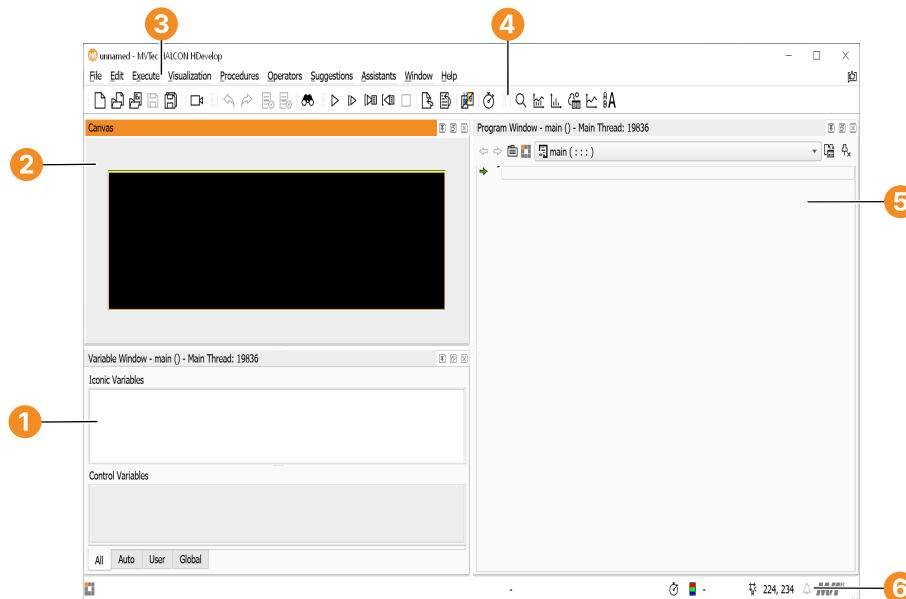 3
4
unnamed - MVTec HALCON HDevelop
File Edit Execute Visualization Procedures Operators Suggestions Assistants Window Help
Canvas
Program Window - main () - Main Thread: 19836
main ( : : : )
2
5
Variable Window - main () - Main Thread: 19836
Iconic Variables
1
Control Variables
All Auto User Global
- - 224, 234
6